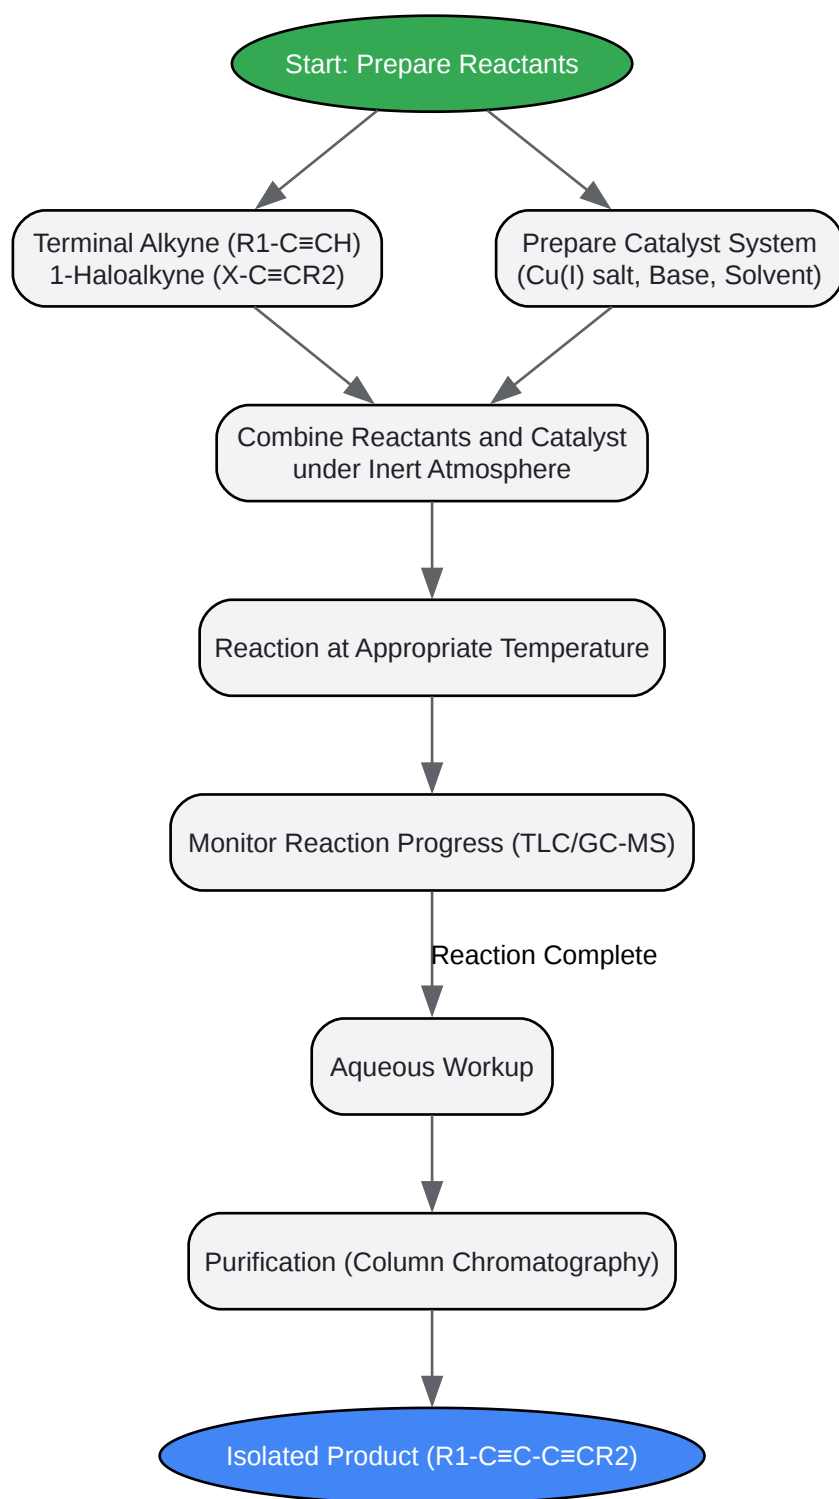 Start: Prepare Reactants
Terminal Alkyne (R1-C≡CH)
1-Haloalkyne (X-C≡CR2)
Prepare Catalyst System
(Cu(I) salt, Base, Solvent)
Combine Reactants and Catalyst
under Inert Atmosphere
Reaction at Appropriate Temperature
Monitor Reaction Progress (TLC/GC-MS)
Reaction Complete
Aqueous Workup
Purification (Column Chromatography)
Isolated Product (R1-C≡C-C≡CR2)